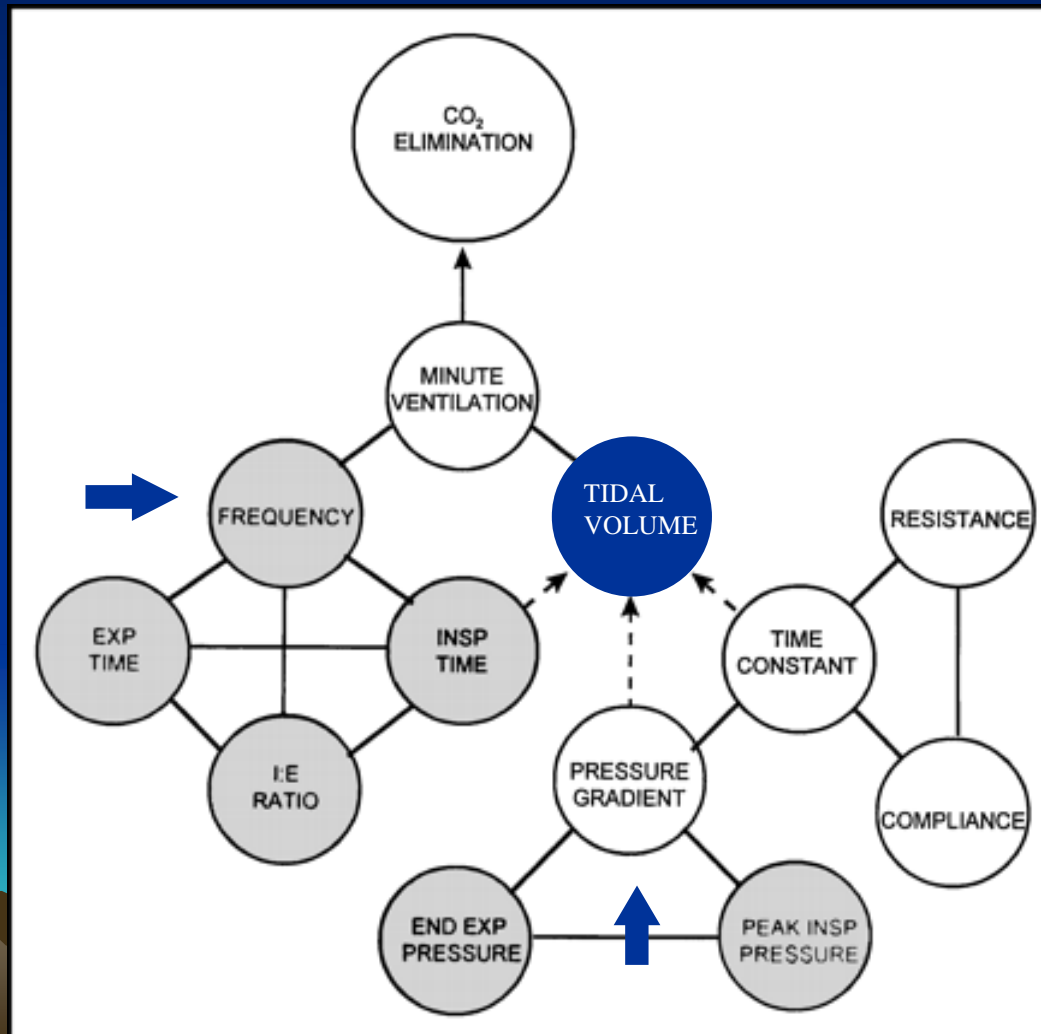 CO₂
ELIMINATION
MINUTE
VENTILATION
FREQUENCY
TIDAL
VOLUME
RESISTANCE
EXP
TIME
INSP
TIME
TIME
CONSTANT
I:E
RATIO
PRESSURE
GRADIENT
COMPLIANCE
END EXP
PRESSURE
PEAK INSP
PRESSURE